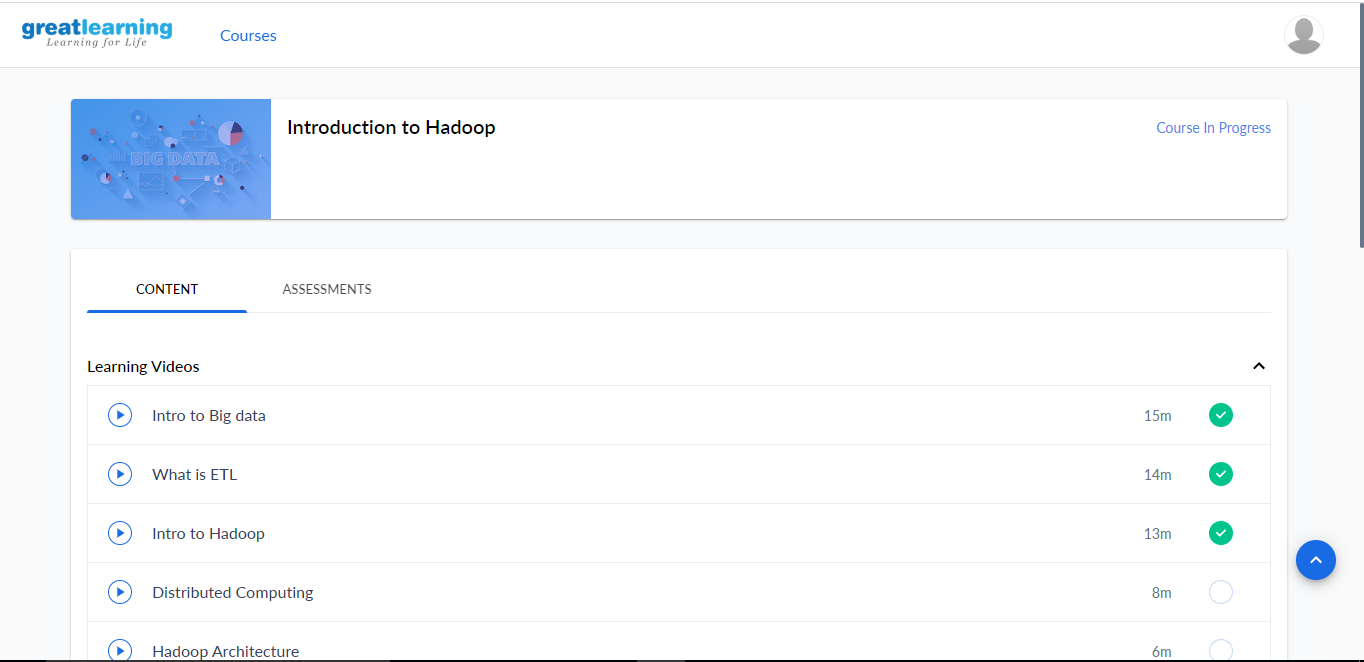 greatlearning
Learning for Life
Courses
BIG DATA
Introduction to Hadoop
Course In Progress
CONTENT
ASSESSMENTS
Learning Videos
Intro to Big data 15m
What is ETL 14m
Intro to Hadoop 13m
Distributed Computing 8m
Hadoop Architecture 6m